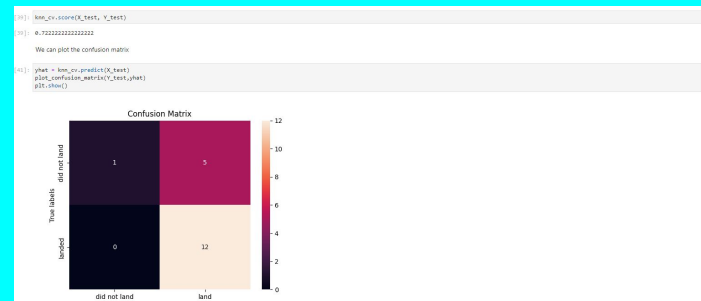 [39]: knn_cv.score(X_test, Y_test)
[39]: 0.7222222222222222
We can plot the confusion matrix
[41]: yhat = knn_cv.predict(X_test)
plot_confusion_matrix(Y_test,yhat)
plt.show()
Confusion Matrix
12
did not land
1
5
10
8
True labels
6
4
landed
0
12
2
0
did not land
land